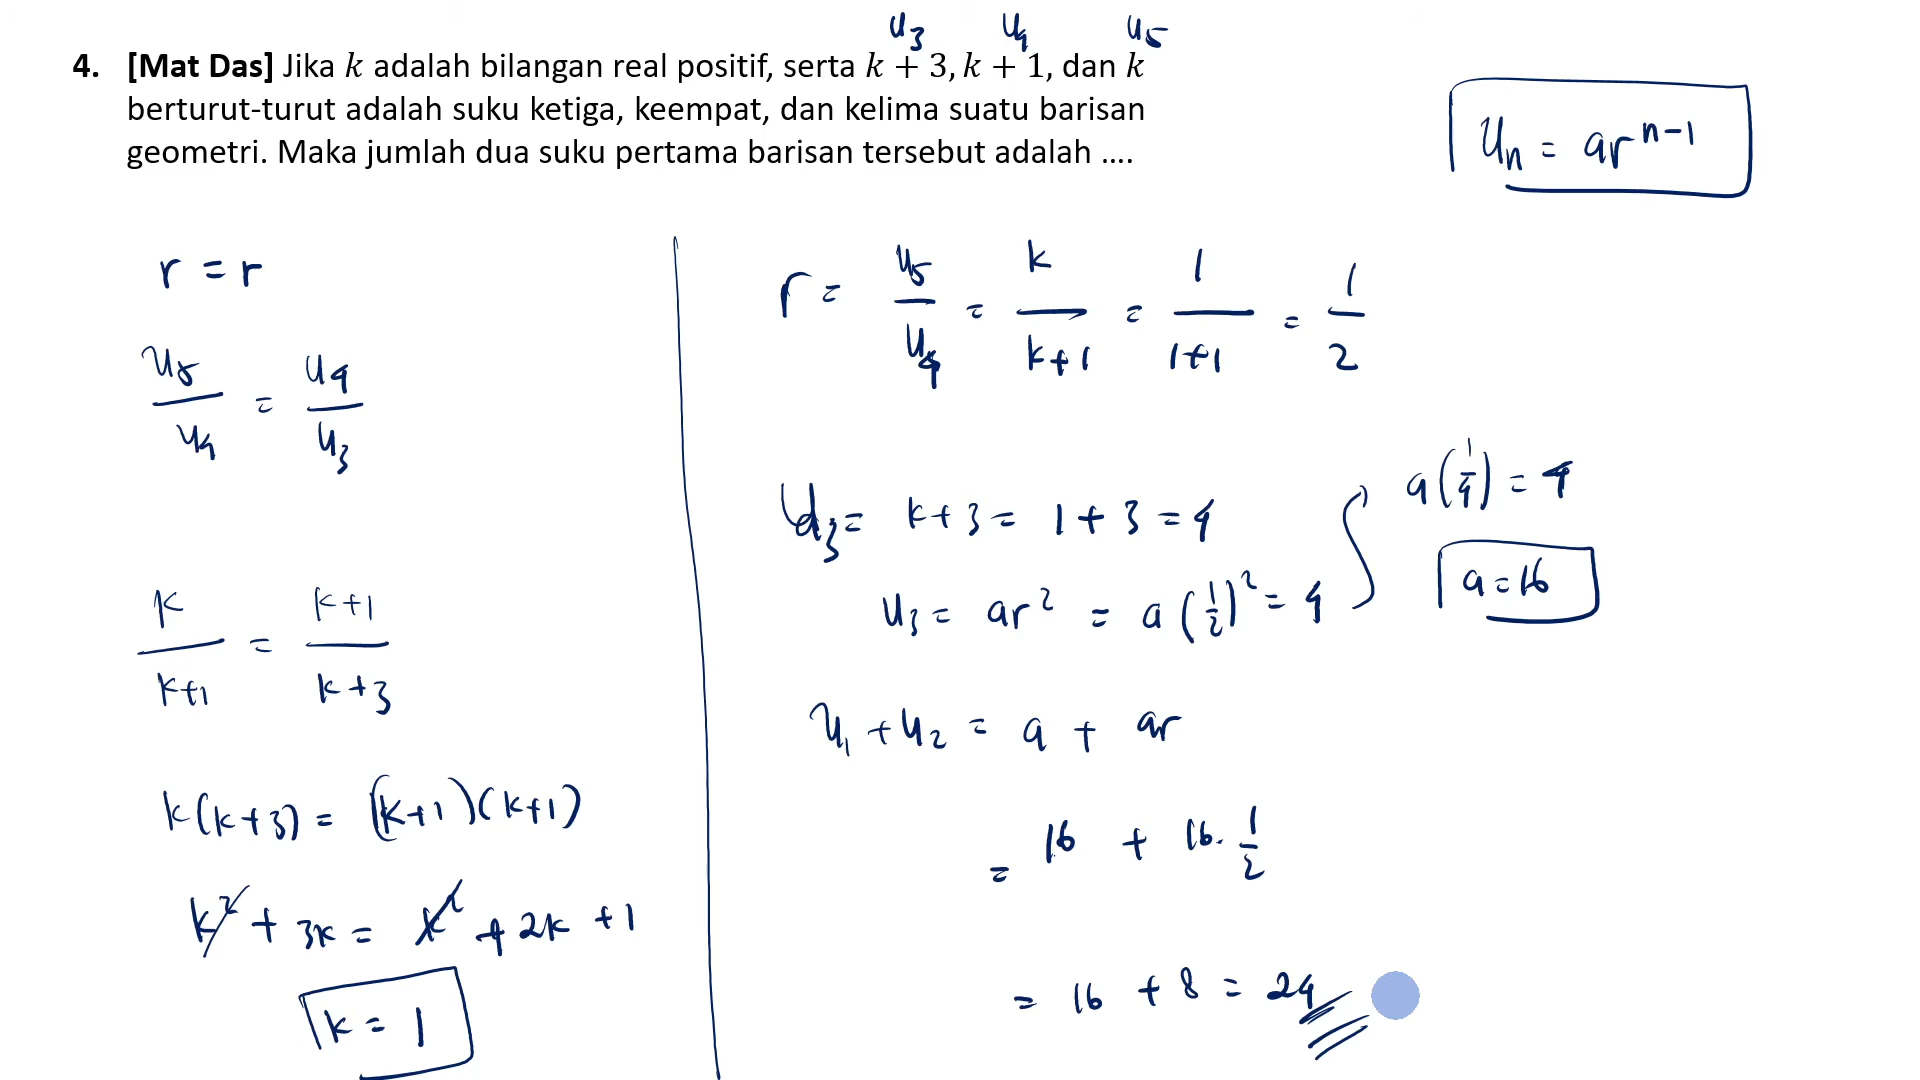 u₃ u₄ u₅
4. [Mat Das] Jika k adalah bilangan real positif, serta k + 3, k + 1, dan k
berturut-turut adalah suku ketiga, keempat, dan kelima suatu barisan
geometri. Maka jumlah dua suku pertama barisan tersebut adalah ….
Uₙ = arⁿ⁻¹
r = r
u₅/u₄ = u₄/u₃
k/(k+1) = (k+1)/(k+3)
k(k+3) = (k+1)(k+1)
k² + 3k = k² + 2k + 1
k = 1
r = u₅/u₄ = k/(k+1) = 1/(1+1) = 1/2
U₃ = k+3 = 1 + 3 = 4
u₃ = ar² = a(1/2)² = 4
a(1/4) = 4
a = 16
u₁ + u₂ = a + ar
= 16 + 16 . 1/2
= 16 + 8 = 24